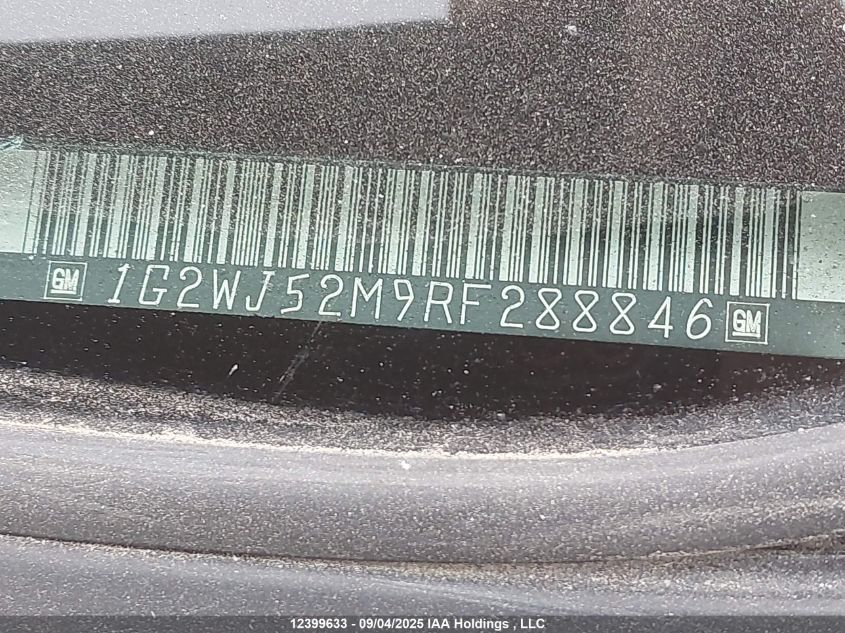 GM 1G2WJ52M9RF288846 GM
12399633 - 09/04/2025 IAA Holdings , LLC